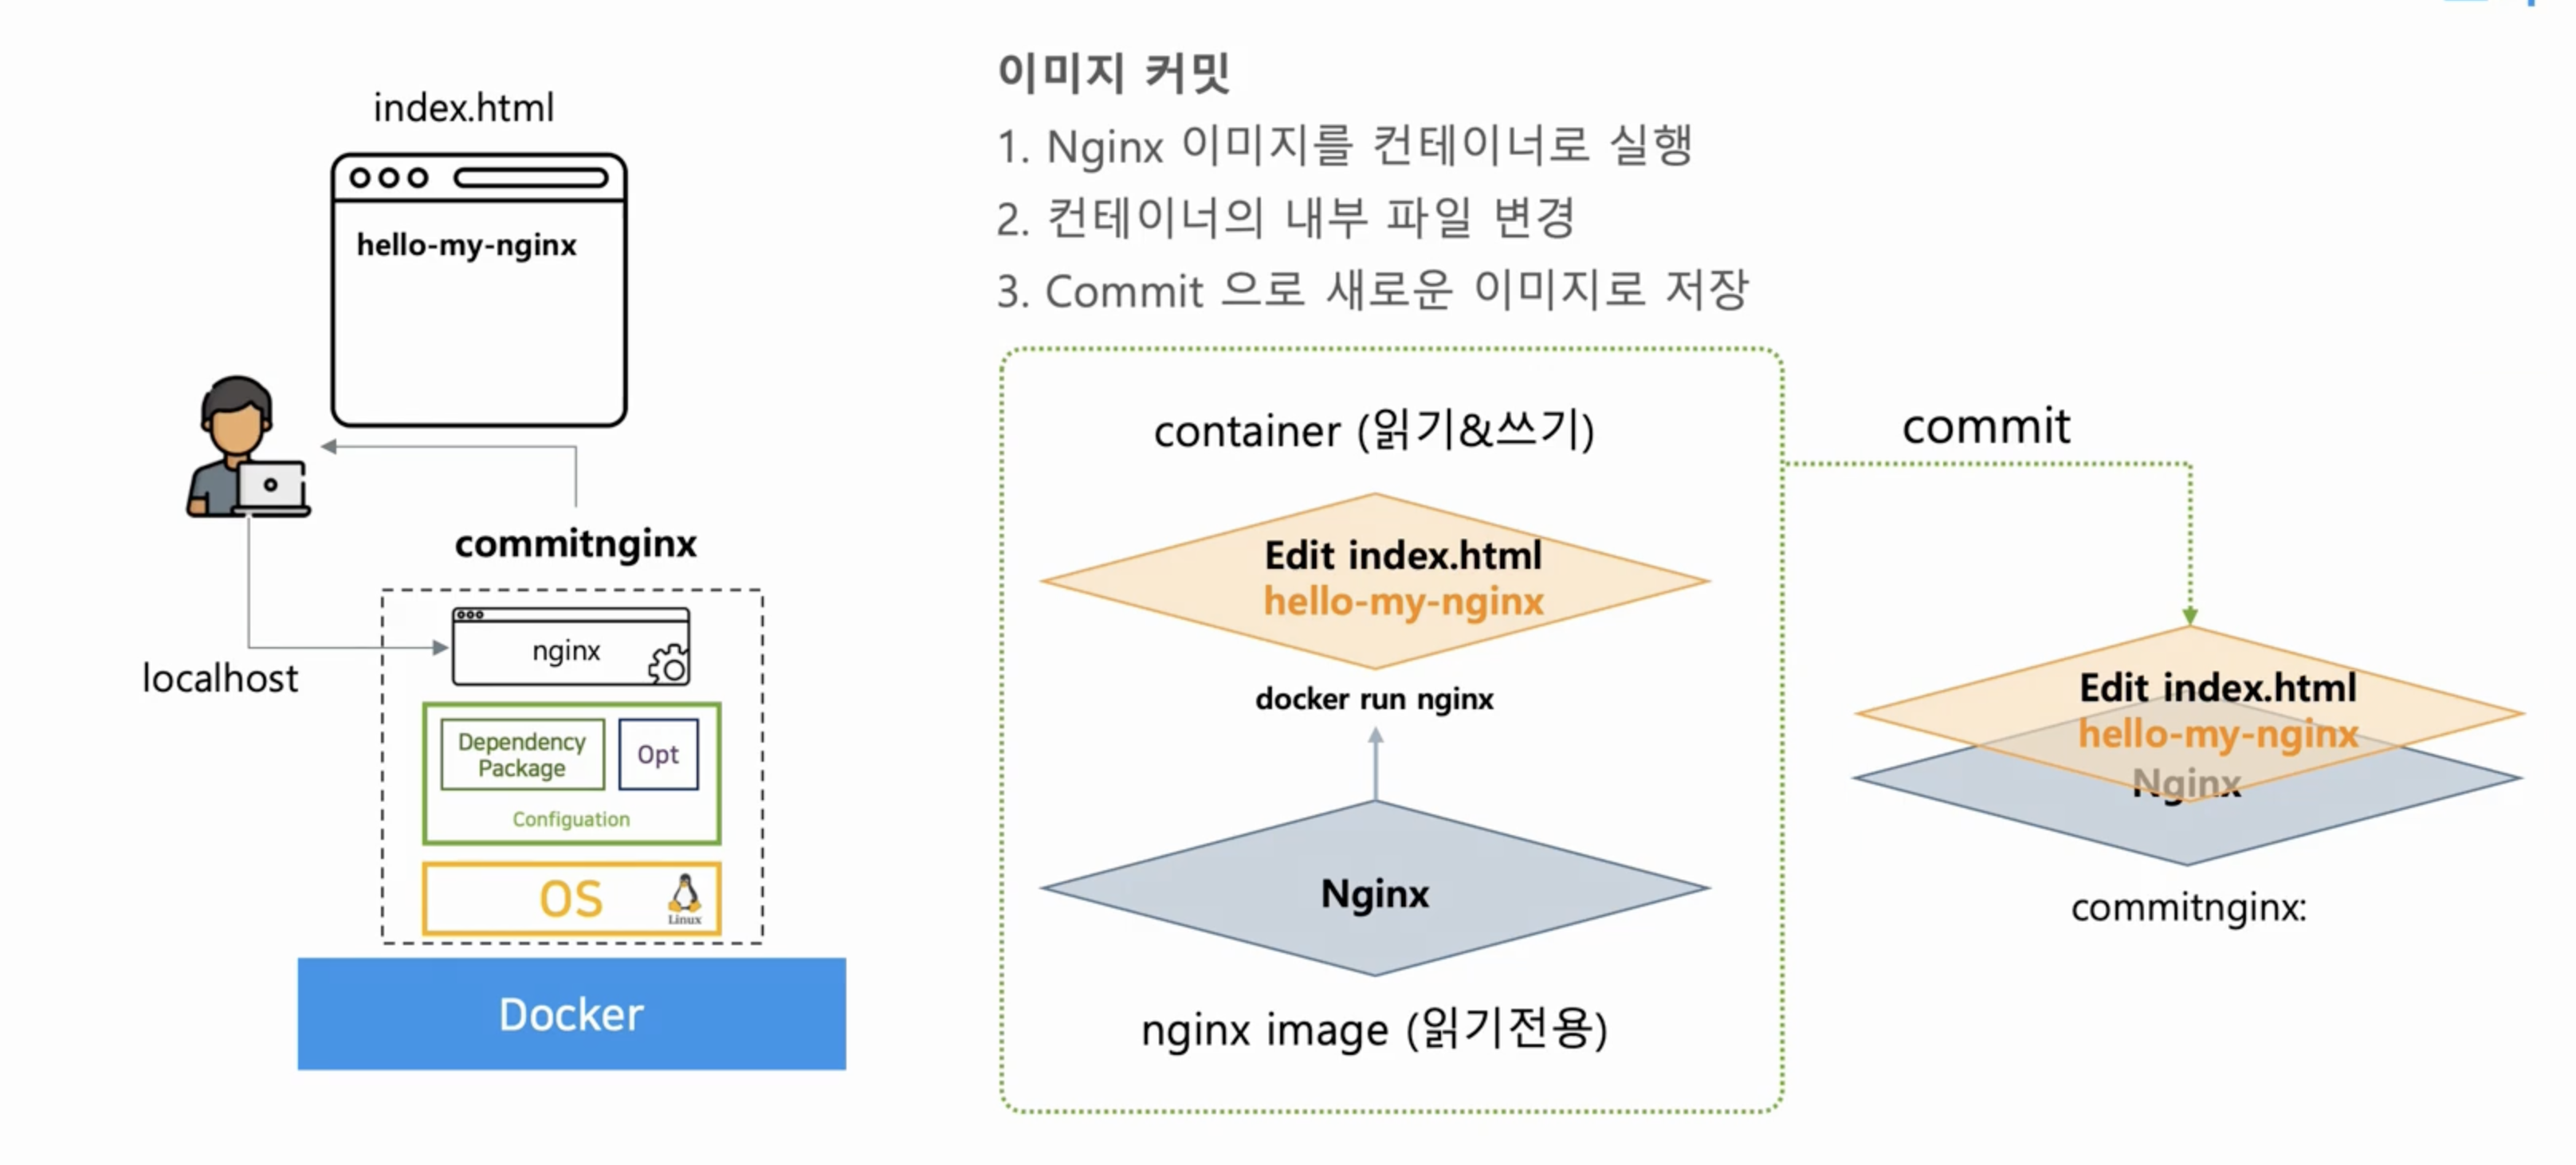 index.html
hello-my-nginx
commitnginx
nginx
localhost
Dependency
Package
Opt
Configuation
OS
Linux
Docker
이미지 커밋
1. Nginx 이미지를 컨테이너로 실행
2. 컨테이너의 내부 파일 변경
3. Commit 으로 새로운 이미지로 저장
container (읽기&쓰기)
Edit index.html
hello-my-nginx
docker run nginx
Nginx
nginx image (읽기전용)
commit
Edit index.html
hello-my-nginx
Nginx
commitnginx: